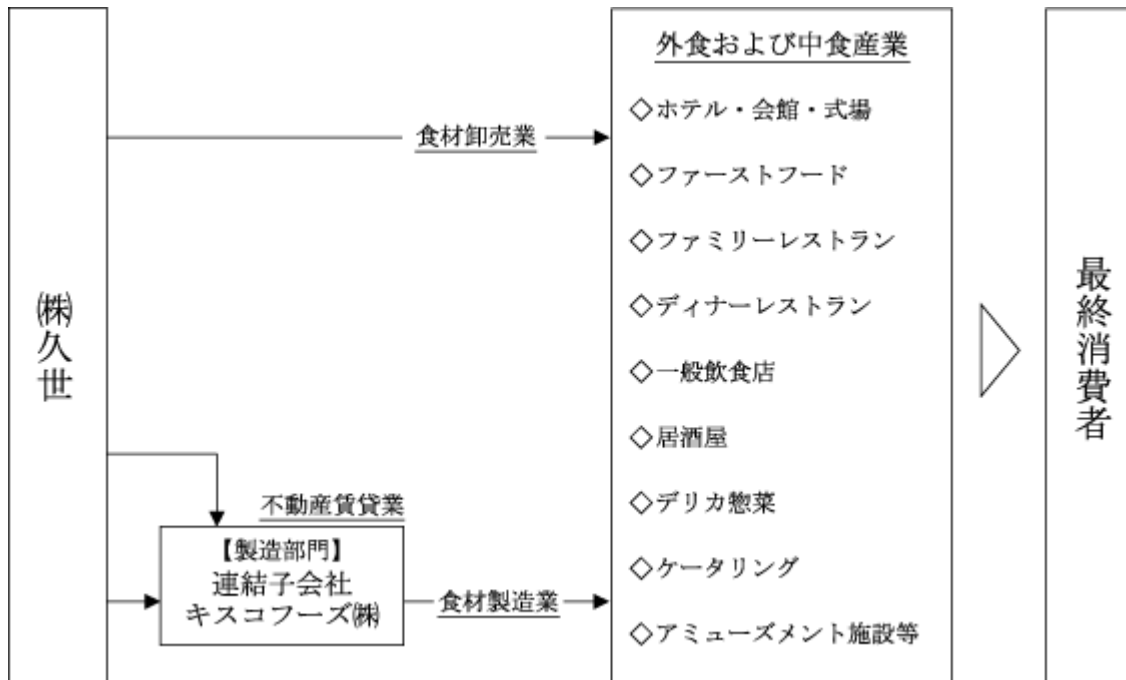 ㈱久世
食材卸売業
不動産賃貸業
【製造部門】
連結子会社
キスコフーズ㈱
食材製造業
外食および中食産業
◇ホテル・会館・式場
◇ファーストフード
◇ファミリーレストラン
◇ディナーレストラン
◇一般飲食店
◇居酒屋
◇デリカ惣菜
◇ケータリング
◇アミューズメント施設等
最終消費者